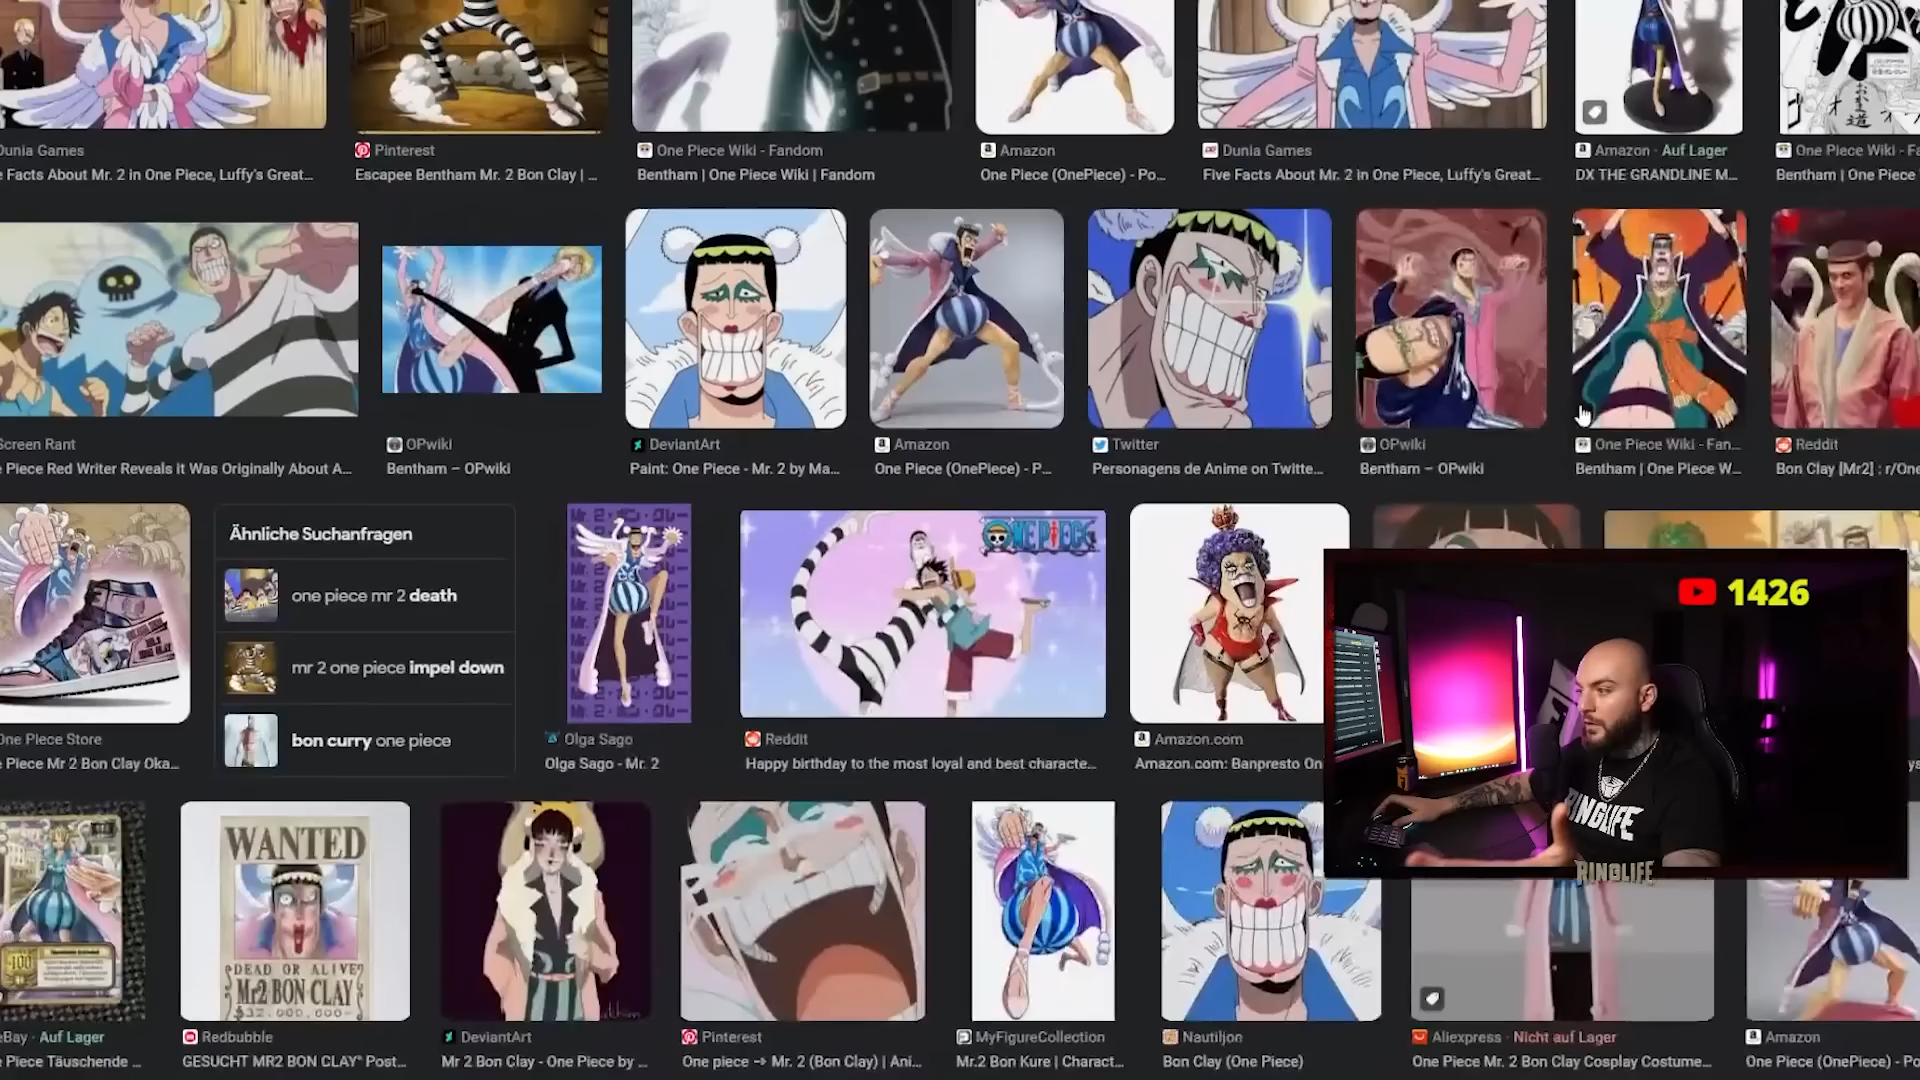 Dunia Games
e Facts About Mr. 2 in One Piece, Luffy's Great...
Pinterest
Escapee Bentham Mr. 2 Bon Clay | ...
One Piece Wiki - Fandom
Bentham | One Piece Wiki | Fandom
Amazon
One Piece (OnePiece) - Po...
Dunia Games
Five Facts About Mr. 2 in One Piece, Luffy's Great...
Amazon · Auf Lager
DX THE GRANDLINE M...
One Piece Wiki - Fa
Bentham | One Piece
Screen Rant
e Piece Red Writer Reveals it Was Originally About A...
OPwiki
Bentham – OPwiki
DeviantArt
Paint: One Piece - Mr. 2 by Ma...
Amazon
One Piece (OnePiece) - P...
Twitter
Personagens de Anime on Twitte...
OPwiki
Bentham – OPwiki
One Piece Wiki - Fan...
Bentham | One Piece W...
Reddit
Bon Clay [Mr2] : r/One
One Piece Store
e Piece Mr 2 Bon Clay Oka...
Ähnliche Suchanfragen
one piece mr 2 death
mr 2 one piece impel down
bon curry one piece
Olga Sago
Olga Sago - Mr. 2
ONE PIECE
Reddit
Happy birthday to the most loyal and best characte...
Amazon.com
Amazon.com: Banpresto On
1426
RINGLIFE
RINGLIFE
eBay · Auf Lager
e Piece Täuschende ...
WANTED
DEAD OR ALIVE
Mr2 BON CLAY
32.000.000-
Redbubble
GESUCHT MR2 BON CLAY" Post...
DeviantArt
Mr 2 Bon Clay - One Piece by ...
Pinterest
One piece → Mr. 2 (Bon Clay) | Ani...
MyFigureCollection
Mr.2 Bon Kure | Charact...
Nautiljon
Bon Clay (One Piece)
Aliexpress · Nicht auf Lager
One Piece Mr. 2 Bon Clay Cosplay Costume...
Amazon
One Piece (OnePiece) - Po